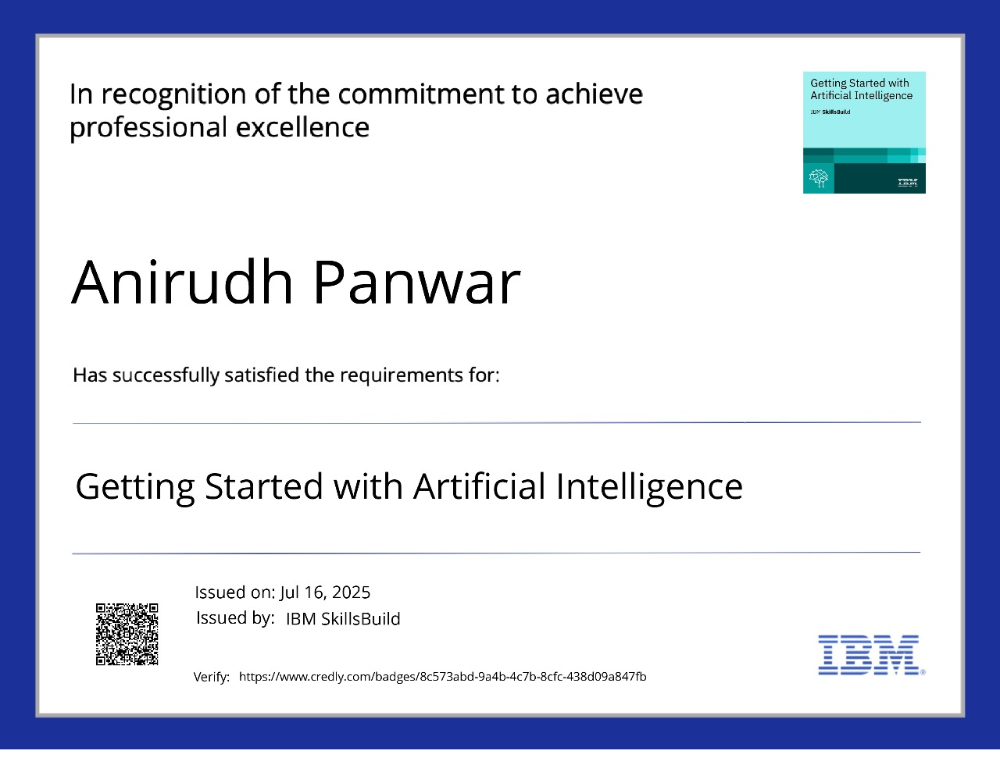 In recognition of the commitment to achieve
professional excellence
Getting Started with
Artificial Intelligence
IBM SkillsBuild
IBM
Anirudh Panwar
Has successfully satisfied the requirements for:
Getting Started with Artificial Intelligence
Issued on: Jul 16, 2025
Issued by: IBM SkillsBuild
IBM®
Verify: https://www.credly.com/badges/8c573abd-9a4b-4c7b-8cfc-438d09a847fb